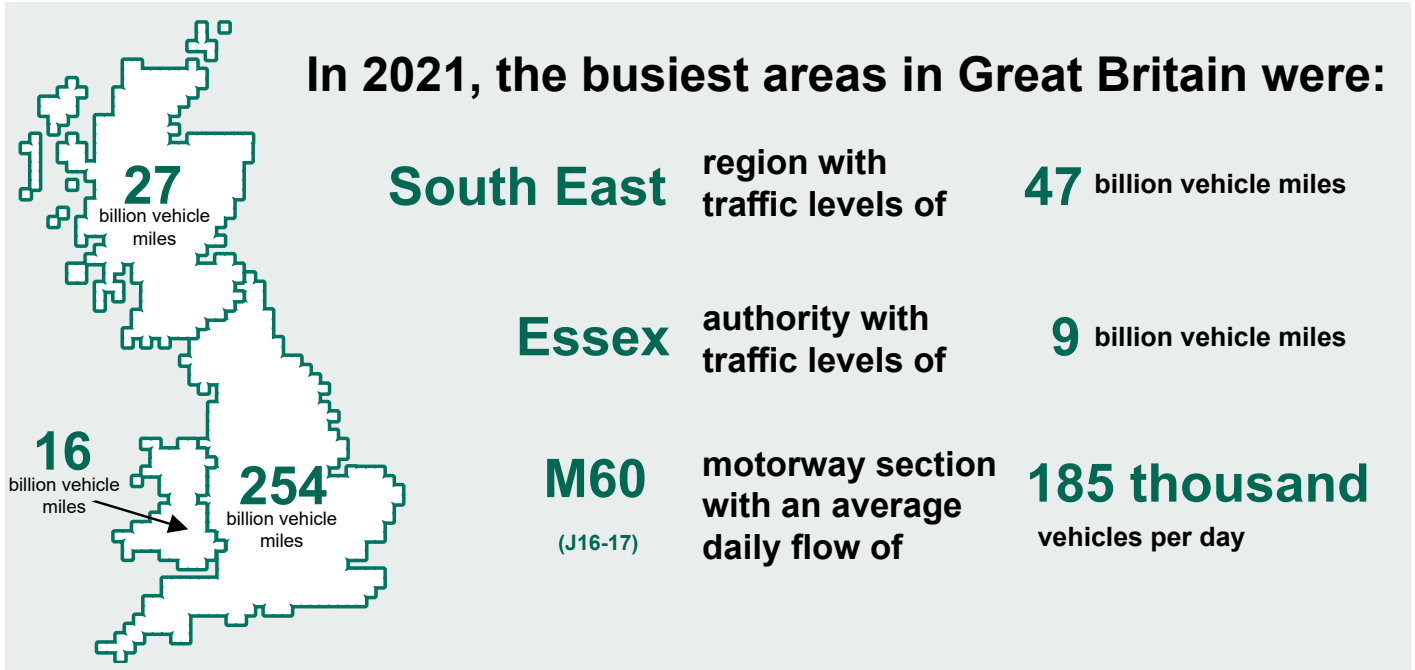 In 2021, the busiest areas in Great Britain were:
27
billion vehicle
miles
16
billion vehicle
miles
254
billion vehicle
miles
South East
region with
traffic levels of
47 billion vehicle miles
Essex
authority with
traffic levels of
9 billion vehicle miles
M60
(J16-17)
motorway section
with an average
daily flow of
185 thousand
vehicles per day